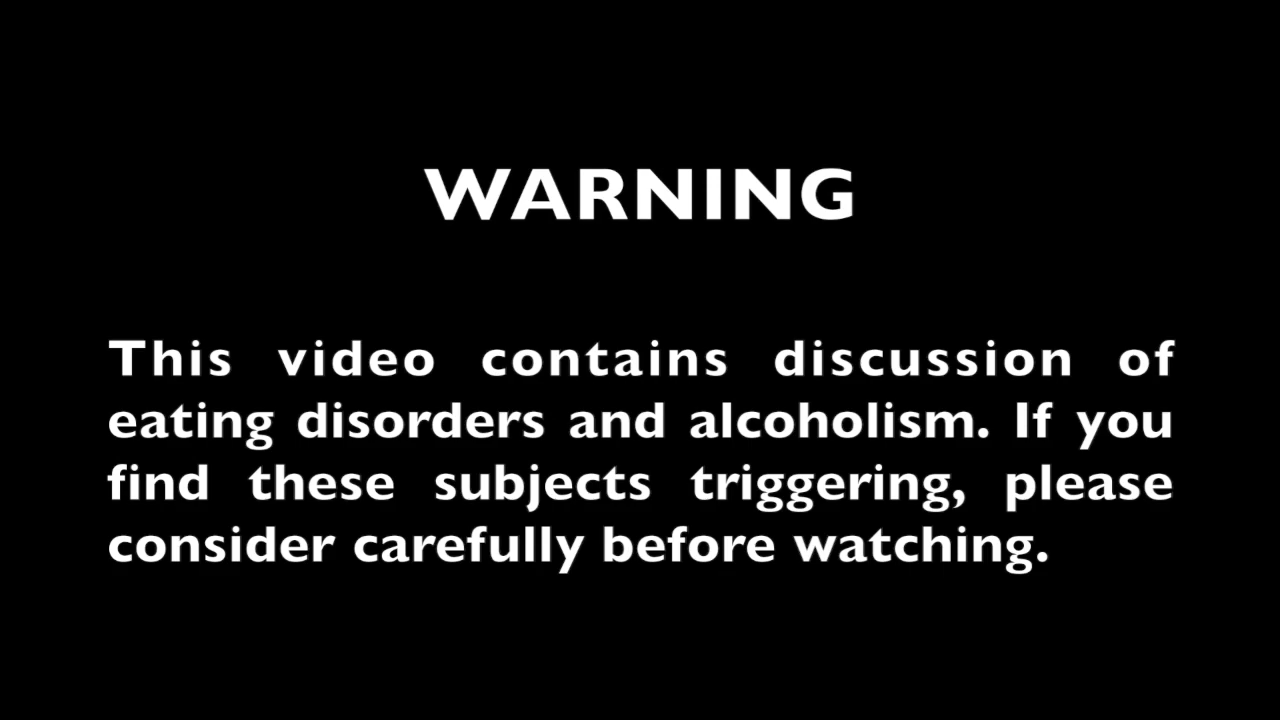 WARNING
This video contains discussion of
eating disorders and alcoholism. If you
find these subjects triggering, please
consider carefully before watching.